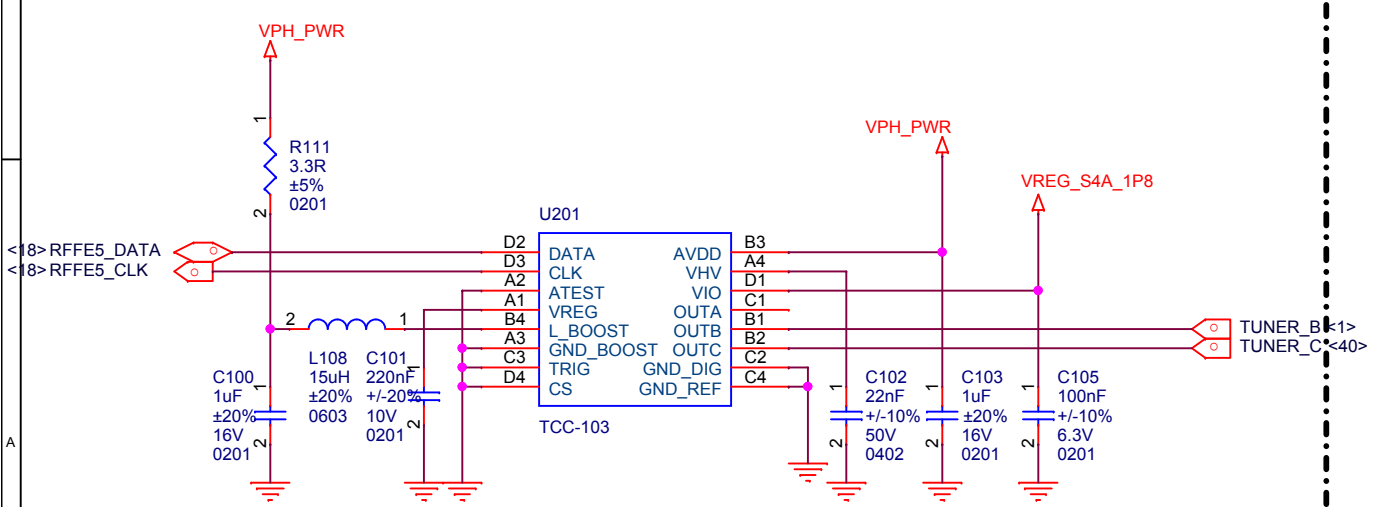 VPH_PWR
1
R111
3.3R
±5%
0201
2
<18>RFFE5_DATA
<18>RFFE5_CLK
2
1
L108
15uH
±20%
0603
C100
1uF
±20%
16V
0201
1
2
C101
220nF
+/-20%
10V
0201
1
2
U201
D2 DATA
D3 CLK
A2 ATEST
A1 VREG
B4 L_BOOST
A3 GND_BOOST
C3 TRIG
D4 CS
AVDD B3
VHV A4
VIO D1
OUTA C1
OUTB B1
OUTC B2
GND_DIG C2
GND_REF C4
TCC-103
VPH_PWR
VREG_S4A_1P8
TUNER_B <1>
TUNER_C <40>
C102
22nF
+/-10%
50V
0402
1
2
C103
1uF
±20%
16V
0201
1
2
C105
100nF
+/-10%
6.3V
0201
1
2
A